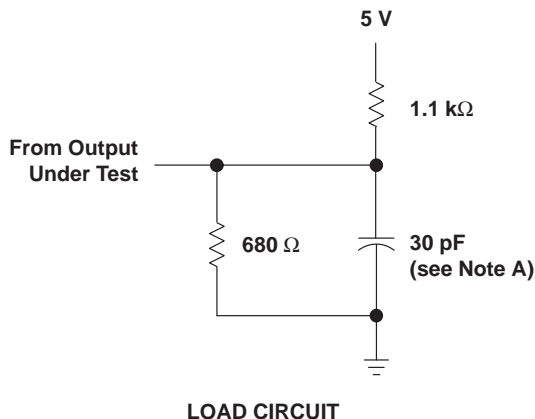 5 V
1.1 kΩ
From Output
Under Test
680 Ω
30 pF
(see Note A)
LOAD CIRCUIT